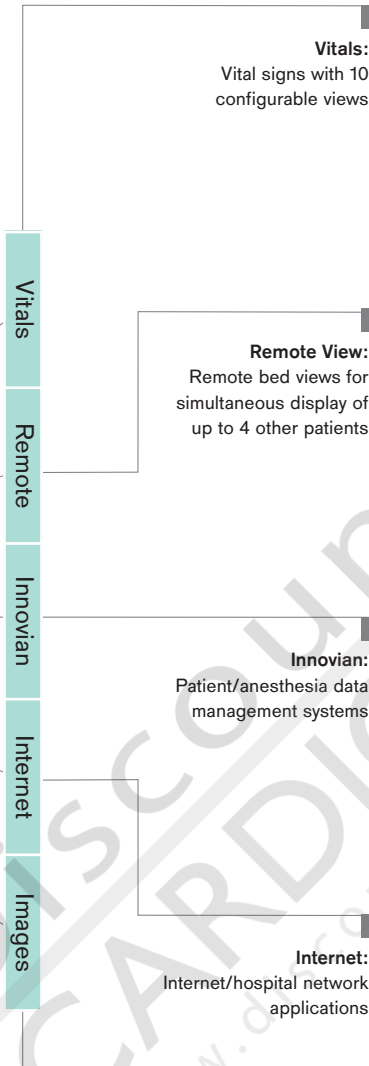 Vitals:
Vital signs with 10
configurable views
Vitals
Remote View:
Remote bed views for
simultaneous display of
up to 4 other patients
Remote
Innovian
Innovian:
Patient/anesthesia data
management systems
Internet
Images
Internet:
Internet/hospital network
applications